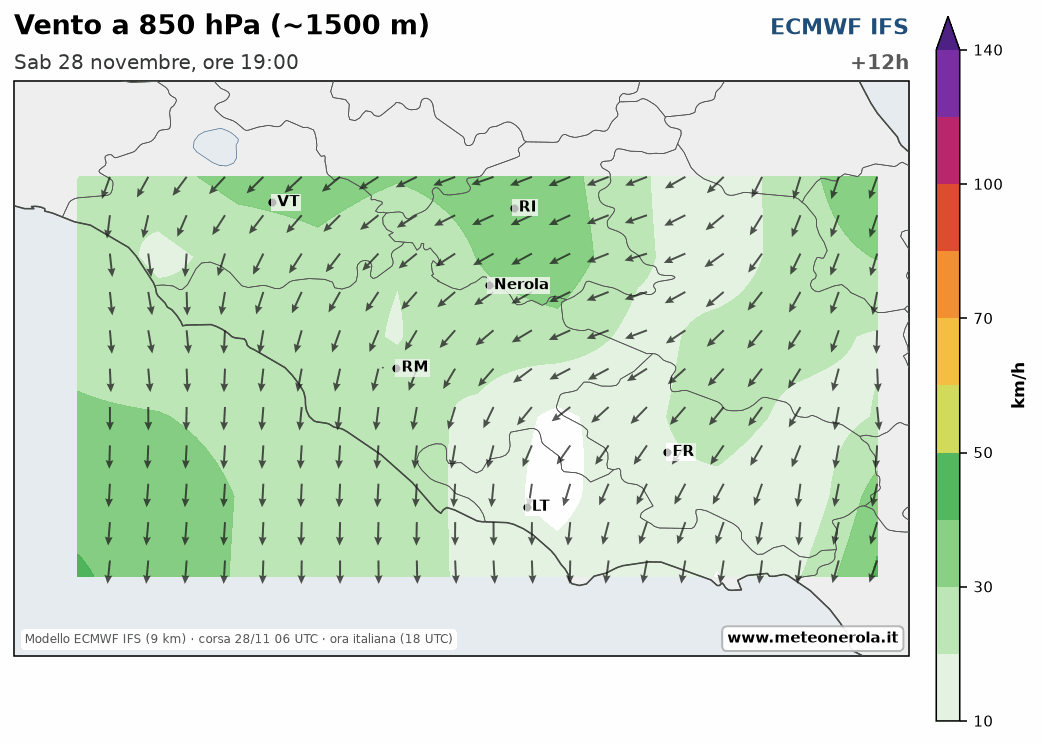 Vento a 850 hPa (~1500 m)
ECMWF IFS
Sab 28 novembre, ore 19:00
+12h
VT
RI
Nerola
RM
FR
LT
Modello ECMWF IFS (9 km) · corsa 28/11 06 UTC · ora italiana (18 UTC)
www.meteonerola.it
140
100
70
50
30
10
km/h